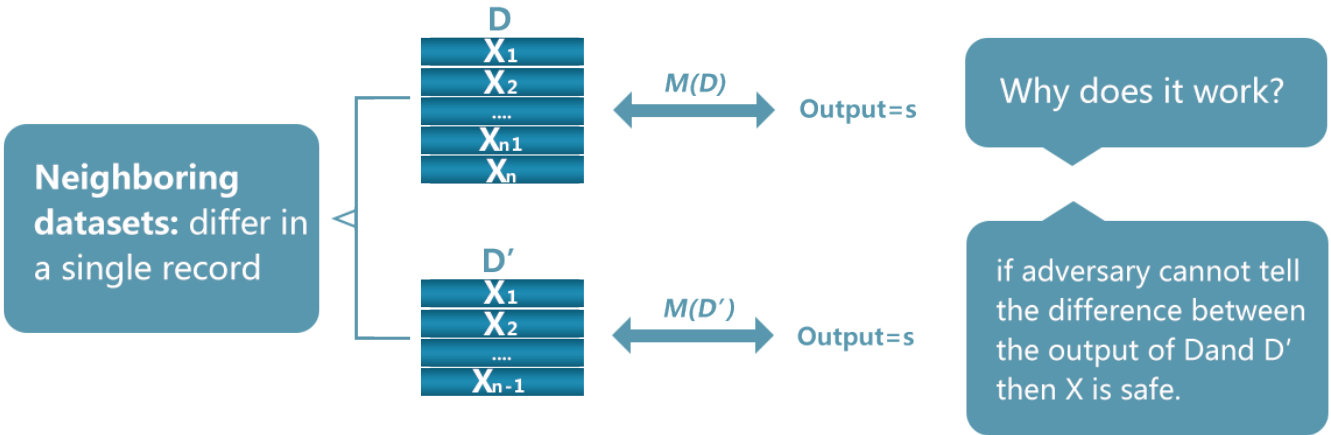 D
X1
X2
....
Xn1
Xn
M(D)
Output=s
Neighboring
datasets: differ in
a single record
D'
X1
X2
....
Xn-1
M(D')
Output=s
Why does it work?
if adversary cannot tell
the difference between
the output of Dand D'
then X is safe.